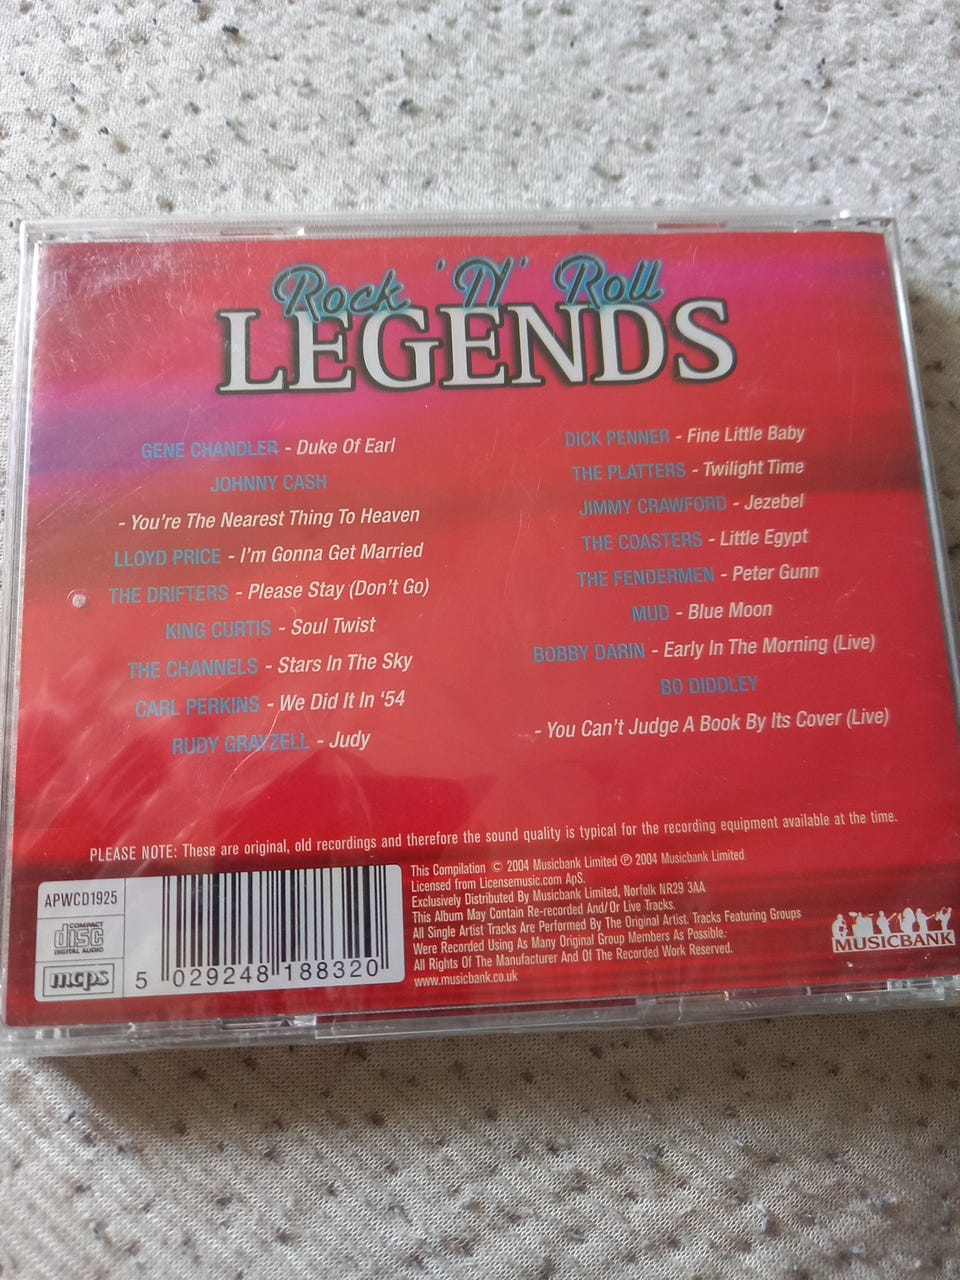 Rock 'N' Roll
LEGENDS
GENE CHANDLER - Duke Of Earl
JOHNNY CASH
- You're The Nearest Thing To Heaven
LLOYD PRICE - I'm Gonna Get Married
THE DRIFTERS - Please Stay (Don't Go)
KING CURTIS - Soul Twist
THE CHANNELS - Stars In The Sky
CARL PERKINS - We Did It In '54
RUDY GRAYZELL - Judy
DICK PENNER - Fine Little Baby
THE PLATTERS - Twilight Time
JIMMY CRAWFORD - Jezebel
THE COASTERS - Little Egypt
THE FENDERMEN - Peter Gunn
MUD - Blue Moon
BOBBY DARIN - Early In The Morning (Live)
BO DIDDLEY
- You Can't Judge A Book By Its Cover (Live)
PLEASE NOTE: These are original, old recordings and therefore the sound quality is typical for the recording equipment available at the time.
APWCD1925
COMPACT
disc
DIGITAL AUDIO
mcps
5 029248 188320
This Compilation © 2004 Musicbank Limited ℗ 2004 Musicbank Limited
Licensed from Licensemusic.com ApS.
Exclusively Distributed By Musicbank Limited, Norfolk NR29 3AA
This Album May Contain Re-recorded And/Or Live Tracks.
All Single Artist Tracks Are Performed By The Original Artist. Tracks Featuring Groups
Were Recorded Using As Many Original Group Members As Possible.
All Rights Of The Manufacturer And Of The Recorded Work Reserved.
www.musicbank.co.uk
MUSICBANK